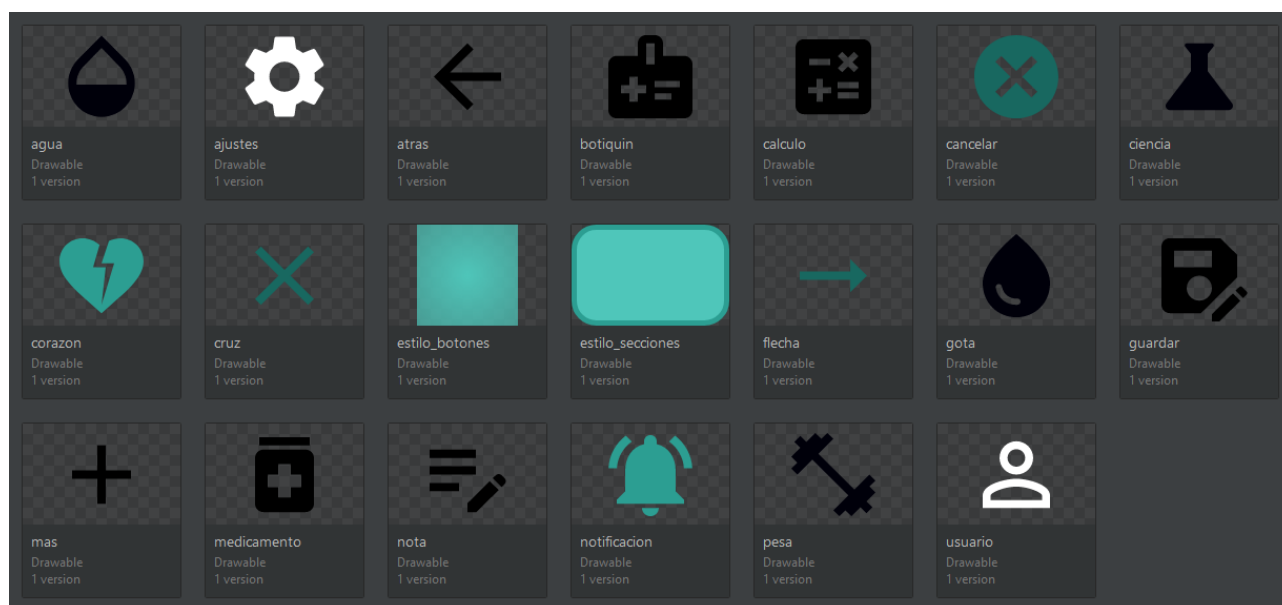 agua
Drawable
1 version
ajustes
Drawable
1 version
atras
Drawable
1 version
botiquin
Drawable
1 version
calculo
Drawable
1 version
cancelar
Drawable
1 version
ciencia
Drawable
1 version
corazon
Drawable
1 version
cruz
Drawable
1 version
estilo_botones
Drawable
1 version
estilo_secciones
Drawable
1 version
flecha
Drawable
1 version
gota
Drawable
1 version
guardar
Drawable
1 version
mas
Drawable
1 version
medicamento
Drawable
1 version
nota
Drawable
1 version
notificacion
Drawable
1 version
pesa
Drawable
1 version
usuario
Drawable
1 version